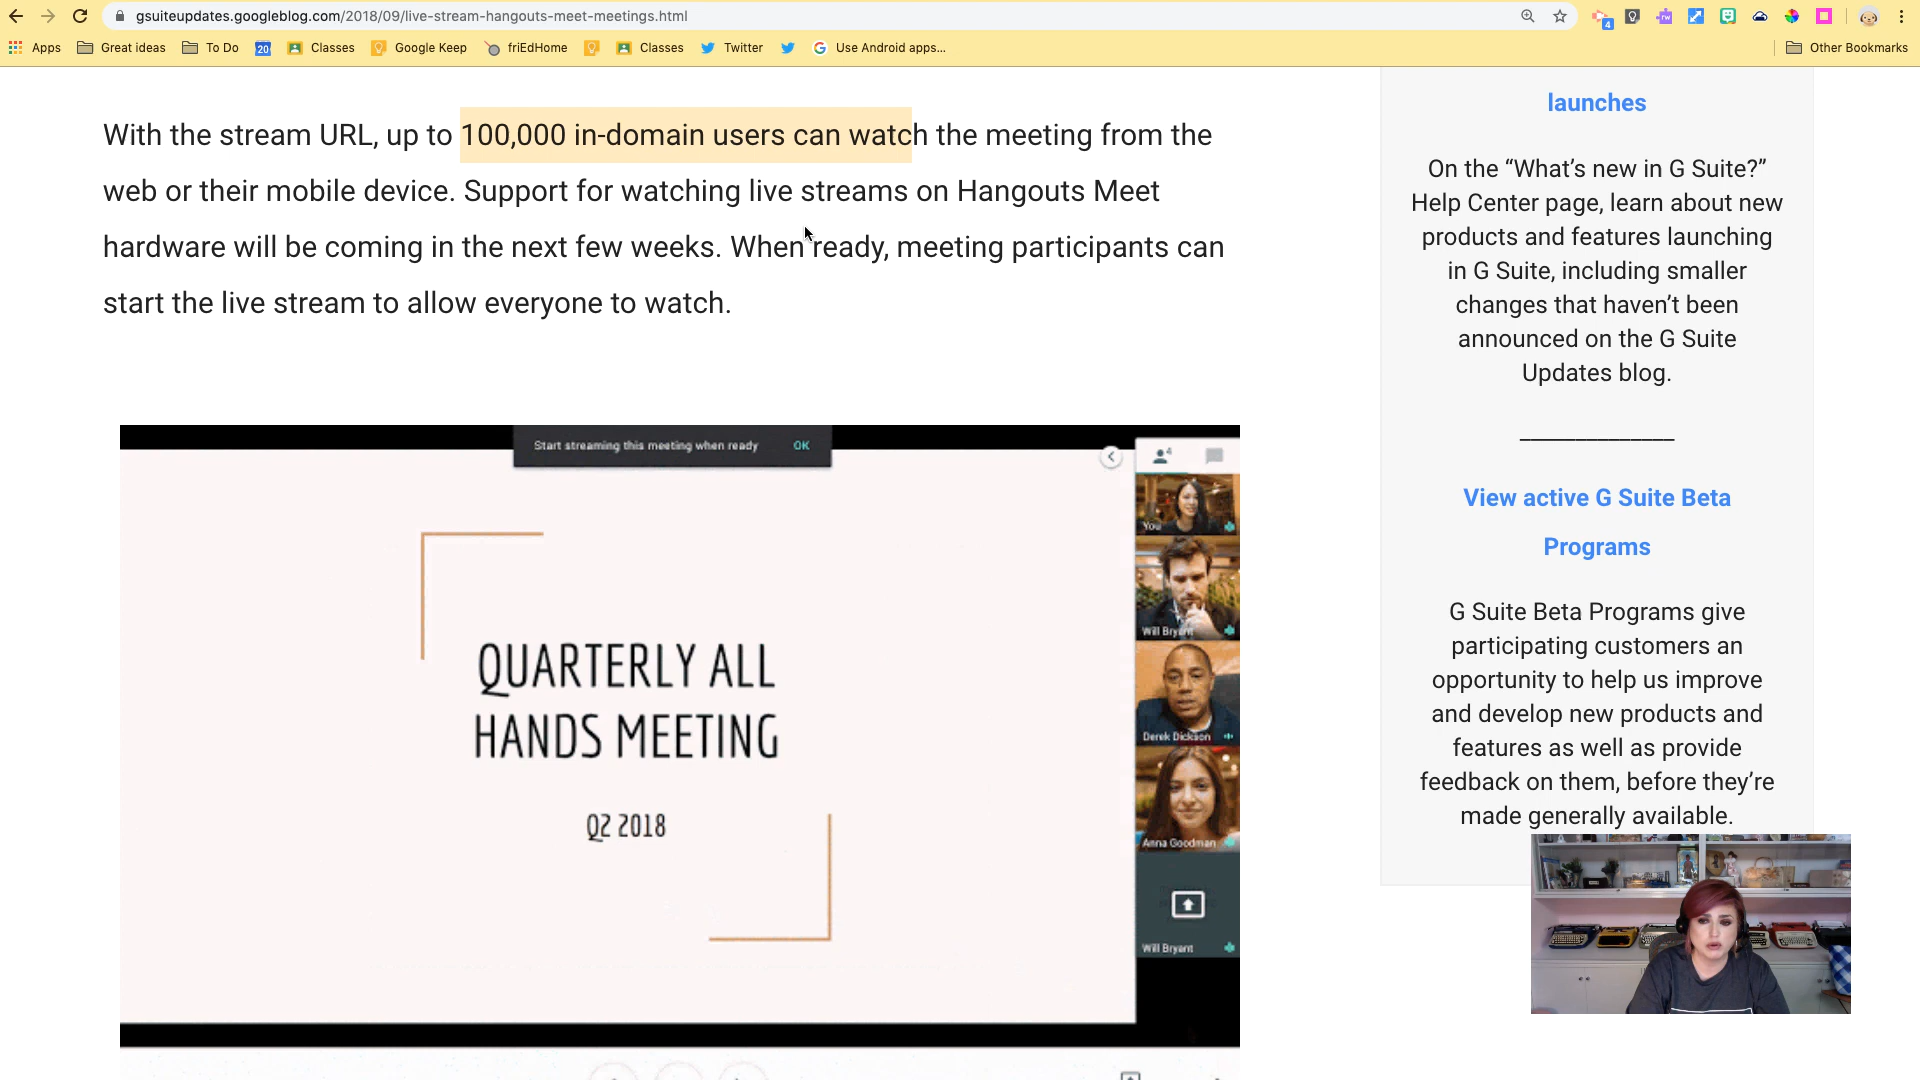 gsuiteupdates.googleblog.com/2018/09/live-stream-hangouts-meet-meetings.html
4
Apps Great ideas To Do 20 Classes Google Keep friEdHome Classes Twitter Use Android apps... Other Bookmarks
With the stream URL, up to 100,000 in-domain users can watch the meeting from the
web or their mobile device. Support for watching live streams on Hangouts Meet
hardware will be coming in the next few weeks. When ready, meeting participants can
start the live stream to allow everyone to watch.
Start streaming this meeting when ready OK
4
QUARTERLY ALL
HANDS MEETING
Q2 2018
You
Will Bryant
Derek Dickson
Anna Goodman
Will Bryant
launches
On the “What’s new in G Suite?”
Help Center page, learn about new
products and features launching
in G Suite, including smaller
changes that haven’t been
announced on the G Suite
Updates blog.
View active G Suite Beta
Programs
G Suite Beta Programs give
participating customers an
opportunity to help us improve
and develop new products and
features as well as provide
feedback on them, before they’re
made generally available.